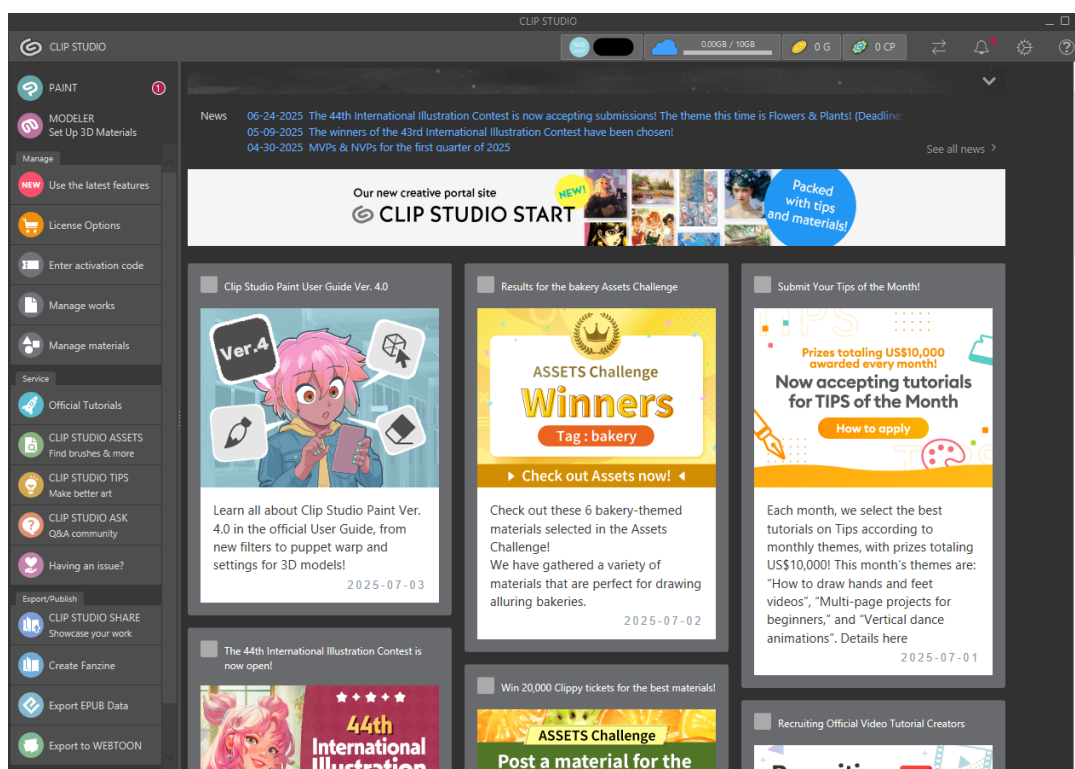 CLIP STUDIO
CLIP STUDIO
0.00GB / 10GB
0 G
0 CP
PAINT
1
MODELER
Set Up 3D Materials
Manage
NEW
Use the latest features
License Options
Enter activation code
Manage works
Manage materials
Service
Official Tutorials
CLIP STUDIO ASSETS
Find brushes & more
CLIP STUDIO TIPS
Make better art
CLIP STUDIO ASK
Q&A community
Having an issue?
Export/Publish
CLIP STUDIO SHARE
Showcase your work
Create Fanzine
Export EPUB Data
Export to WEBTOON
News
06-24-2025 The 44th International Illustration Contest is now accepting submissions! The theme this time is Flowers & Plants! (Deadline:
05-09-2025 The winners of the 43rd International Illustration Contest have been chosen!
04-30-2025 MVPs & NVPs for the first quarter of 2025
See all news >
Our new creative portal site
CLIP STUDIO START
NEW!
Packed
with tips
and materials!
Clip Studio Paint User Guide Ver. 4.0
Ver.4
Learn all about Clip Studio Paint Ver.
4.0 in the official User Guide, from
new filters to puppet warp and
settings for 3D models!
2025-07-03
The 44th International Illustration Contest is
now open!
44th
International
Illustration
Results for the bakery Assets Challenge
ASSETS Challenge
Winners
Tag : bakery
Check out Assets now!
Check out these 6 bakery-themed
materials selected in the Assets
Challenge!
We have gathered a variety of
materials that are perfect for drawing
alluring bakeries.
2025-07-02
Win 20,000 Clippy tickets for the best materials!
ASSETS Challenge
Post a material for the
Submit Your Tips of the Month!
TIPS
Prizes totaling US$10,000
awarded every month!
Now accepting tutorials
for TIPS of the Month
How to apply
TIPS
Each month, we select the best
tutorials on Tips according to
monthly themes, with prizes totaling
US$10,000! This month's themes are:
"How to draw hands and feet
videos", "Multi-page projects for
beginners," and "Vertical dance
animations". Details here
2025-07-01
Recruiting Official Video Tutorial Creators